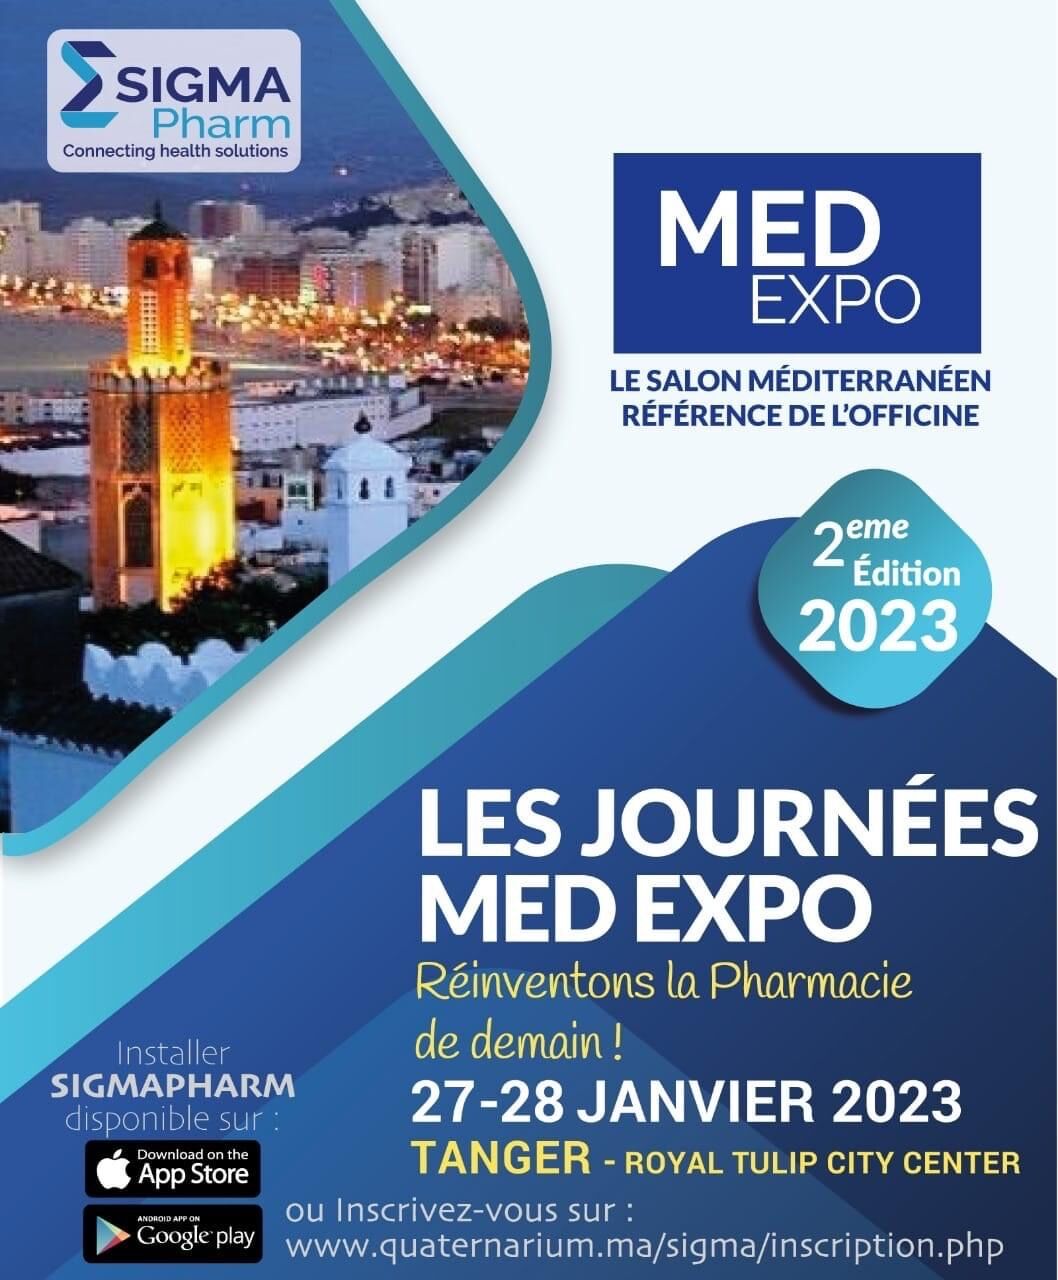 SIGMA
Pharm
Connecting health solutions
MED
EXPO
LE SALON MÉDITERRANÉEN
RÉFÉRENCE DE L'OFFICINE
2eme
Édition
2023
LES JOURNÉES
MED EXPO
Réinventons la Pharmacie
de demain !
27-28 JANVIER 2023
TANGER - ROYAL TULIP CITY CENTER
Installer
SIGMAPHARM
disponible sur :
Download on the
App Store
ANDROID APP ON
Google play
ou Inscrivez-vous sur :
www.quaternarium.ma/sigma/inscription.php